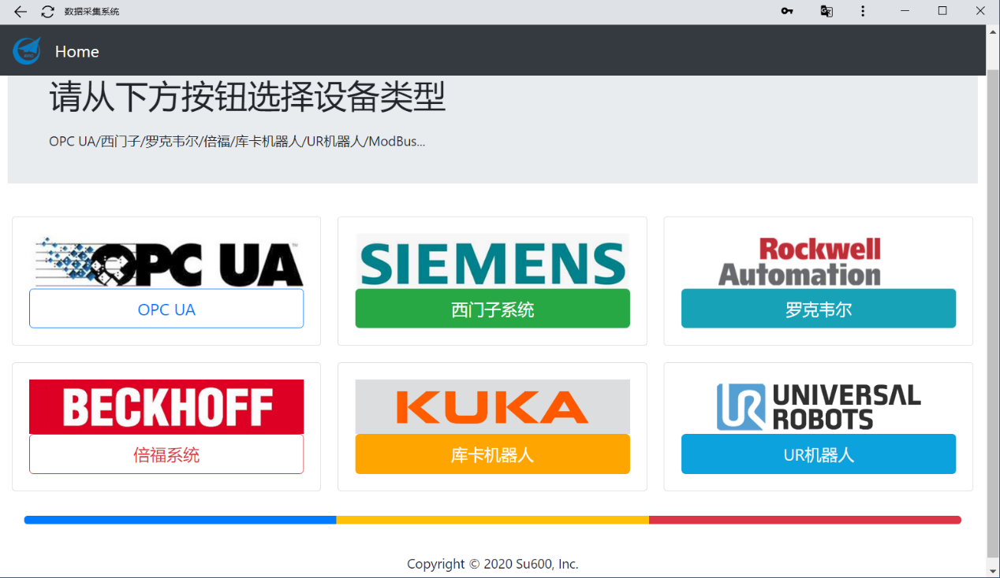 数据采集系统
Home
请从下方按钮选择设备类型
OPC UA/西门子/罗克韦尔/倍福/库卡机器人/UR机器人/ModBus...
OPC UA™
SIEMENS
Rockwell
Automation
OPC UA
西门子系统
罗克韦尔
BECKHOFF
KUKA
UR UNIVERSAL
ROBOTS
倍福系统
库卡机器人
UR机器人
Copyright © 2020 Su600, Inc.